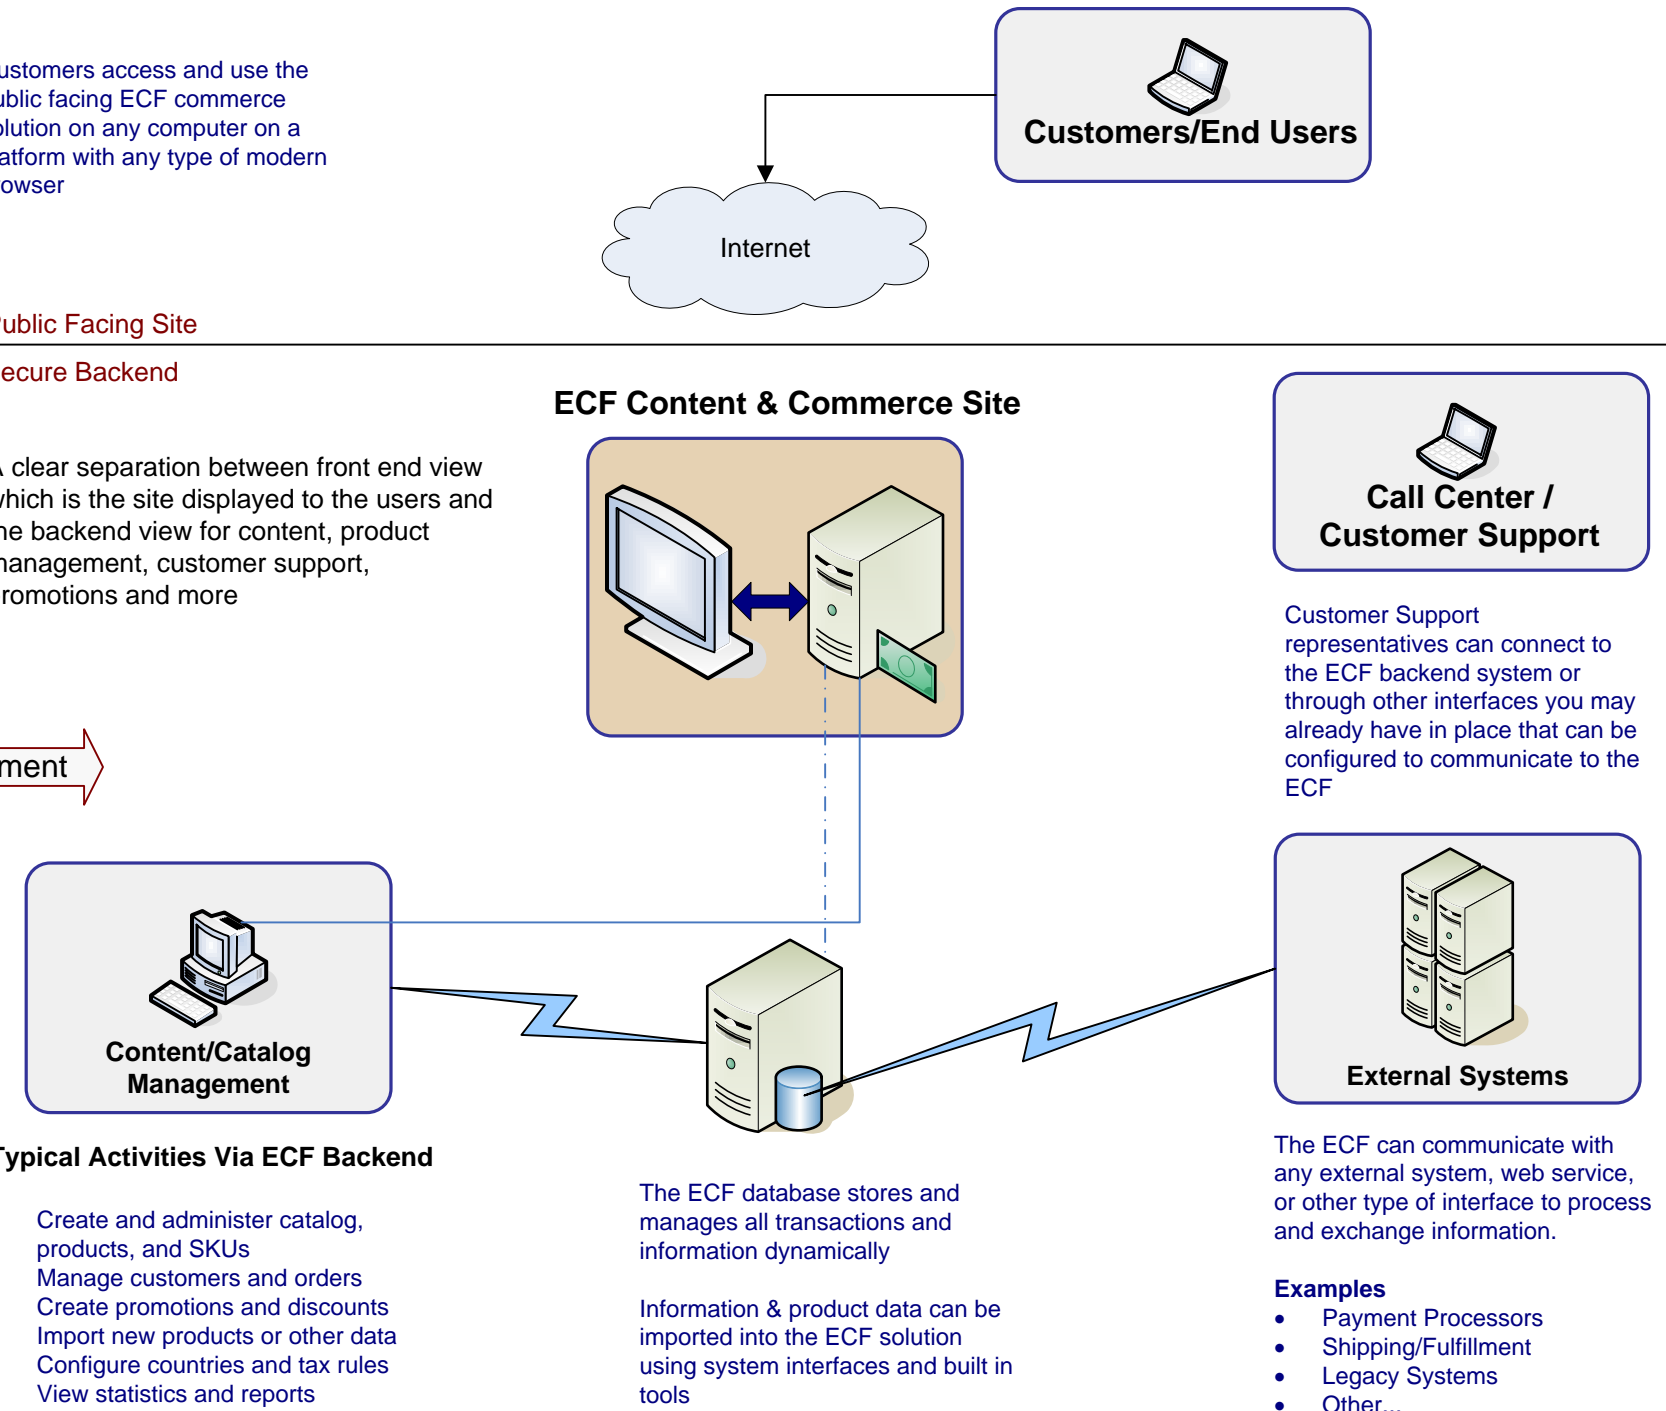 ustomers access and use the
ublic facing ECF commerce
olution on any computer on a
latform with any type of modern
rowser
Customers/End Users
Internet
Public Facing Site
ecure Backend
ECF Content & Commerce Site
A clear separation between front end view
which is the site displayed to the users and
he backend view for content, product
management, customer support,
romotions and more
Call Center /
Customer Support
Customer Support
representatives can connect to
the ECF backend system or
through other interfaces you may
already have in place that can be
configured to communicate to the
ECF
ment
Content/Catalog
Management
External Systems
Typical Activities Via ECF Backend
Create and administer catalog,
products, and SKUs
Manage customers and orders
Create promotions and discounts
Import new products or other data
Configure countries and tax rules
View statistics and reports
The ECF database stores and
manages all transactions and
information dynamically
Information & product data can be
imported into the ECF solution
using system interfaces and built in
tools
The ECF can communicate with
any external system, web service,
or other type of interface to process
and exchange information.
Examples
• Payment Processors
• Shipping/Fulfillment
• Legacy Systems
• Other...